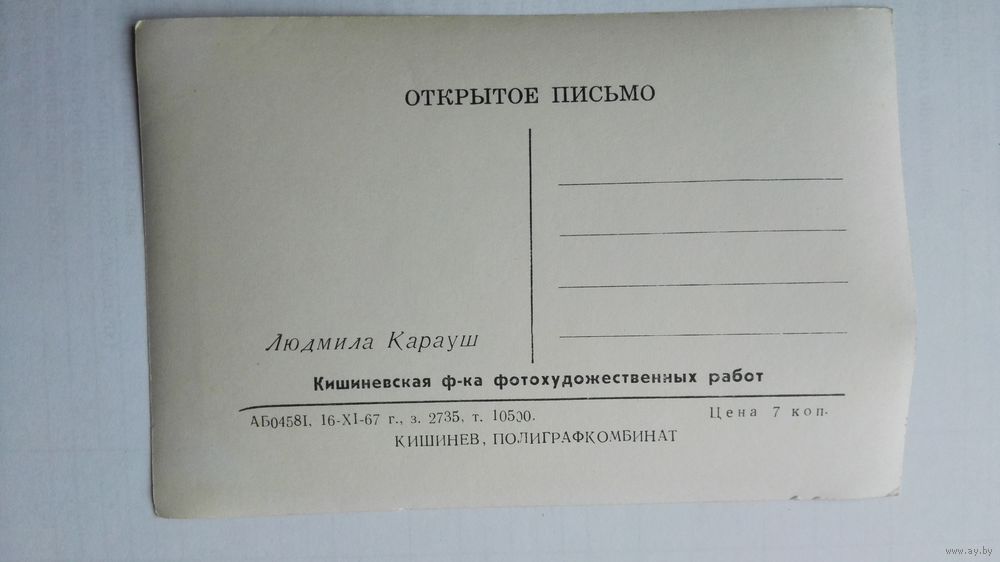 ОТКРЫТОЕ ПИСЬМО
Людмила Карауш
Кишиневская ф-ка фотохудожественных работ
АБ04581, 16-XI-67 г., з. 2735, т. 10500.
Цена 7 коп.
КИШИНЕВ, ПОЛИГРАФКОМБИНАТ
www.ay.by